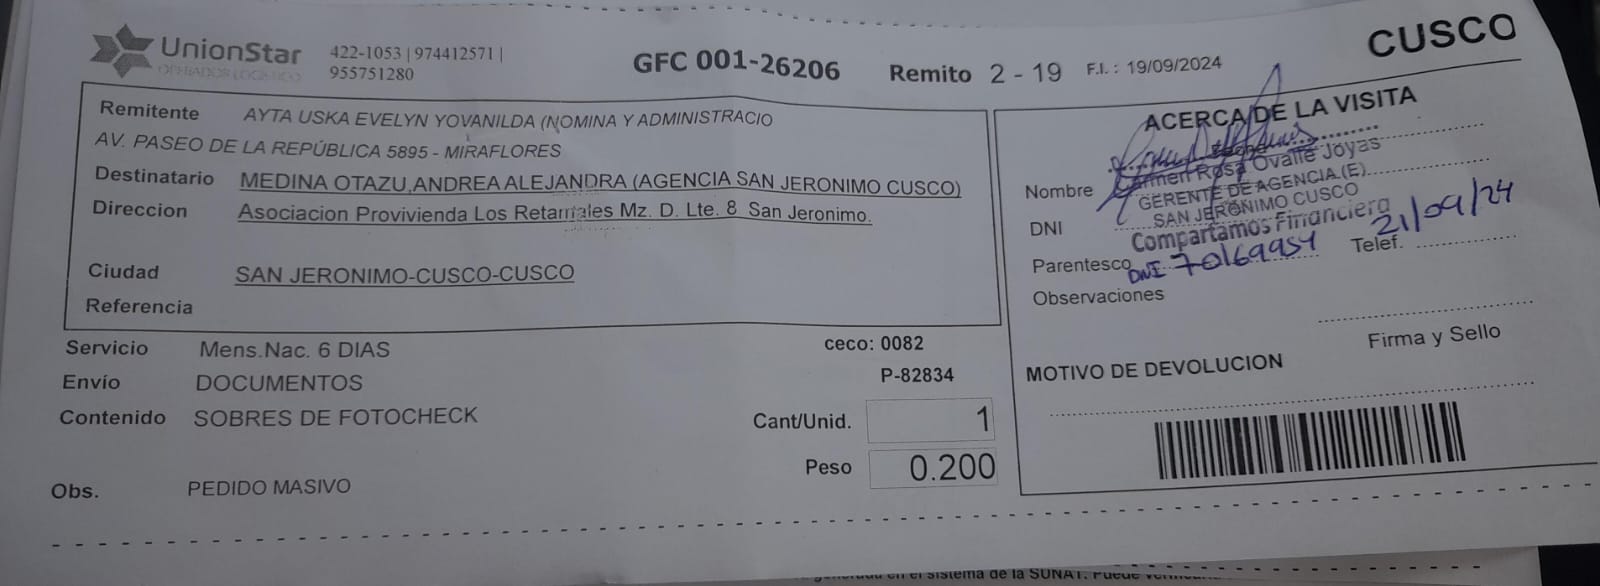 UnionStar
OPERADOR LOGISTICO
422-1053 | 974412571 |
955751280
GFC 001-26206
Remito 2 - 19
F.I. : 19/09/2024
CUSCO
Remitente AYTA USKA EVELYN YOVANILDA (NOMINA Y ADMINISTRACIO
AV. PASEO DE LA REPÚBLICA 5895 - MIRAFLORES
Destinatario MEDINA OTAZU,ANDREA ALEJANDRA (AGENCIA SAN JERONIMO CUSCO)
Direccion Asociacion Provivienda Los Retamales Mz. D. Lte. 8 San Jeronimo.
Ciudad SAN JERONIMO-CUSCO-CUSCO
Referencia
Servicio Mens.Nac. 6 DIAS
Envío DOCUMENTOS
Contenido SOBRES DE FOTOCHECK
Obs. PEDIDO MASIVO
ceco: 0082
P-82834
Cant/Unid. 1
Peso 0.200
ACERCA DE LA VISITA
Fecha
Nombre Carmen Rosa Ovalle Joyas
GERENTE DE AGENCIA (E)
DNI SAN JERONIMO CUSCO
Compartamos Financiera
21/09/24
Parentesco DNI 70169954 Telef.
Observaciones
Firma y Sello
MOTIVO DE DEVOLUCION
en el sistema de la SUNAT. Puede